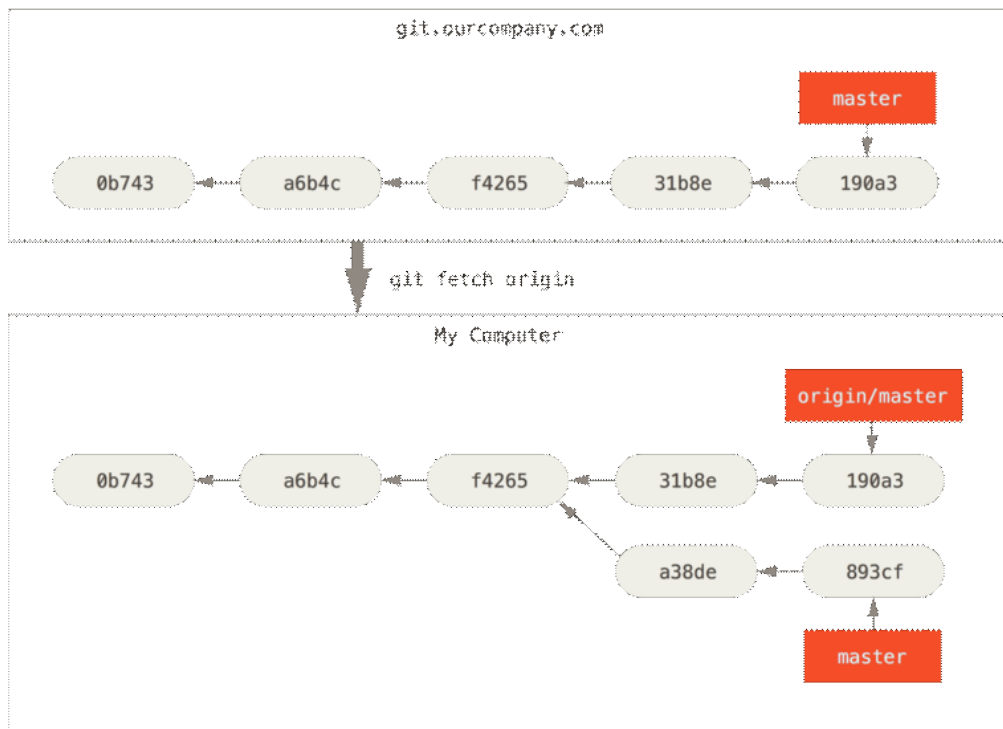 git.ourcompany.com
master
0b743 a6b4c f4265 31b8e 190a3
git fetch origin
My Computer
origin/master
0b743 a6b4c f4265 31b8e 190a3
a38de 893cf
master